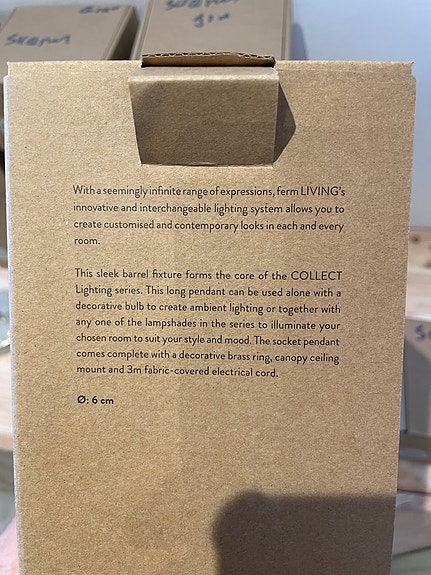 With a seemingly infinite range of expressions, ferm LIVING's
innovative and interchangeable lighting system allows you to
create customised and contemporary looks in each and every
room.
This sleek barrel fixture forms the core of the COLLECT
Lighting series. This long pendant can be used alone with a
decorative bulb to create ambient lighting or together with
any one of the lampshades in the series to illuminate your
chosen room to suit your style and mood. The socket pendant
comes complete with a decorative brass ring, canopy ceiling
mount and 3m fabric-covered electrical cord.
Ø: 6 cm